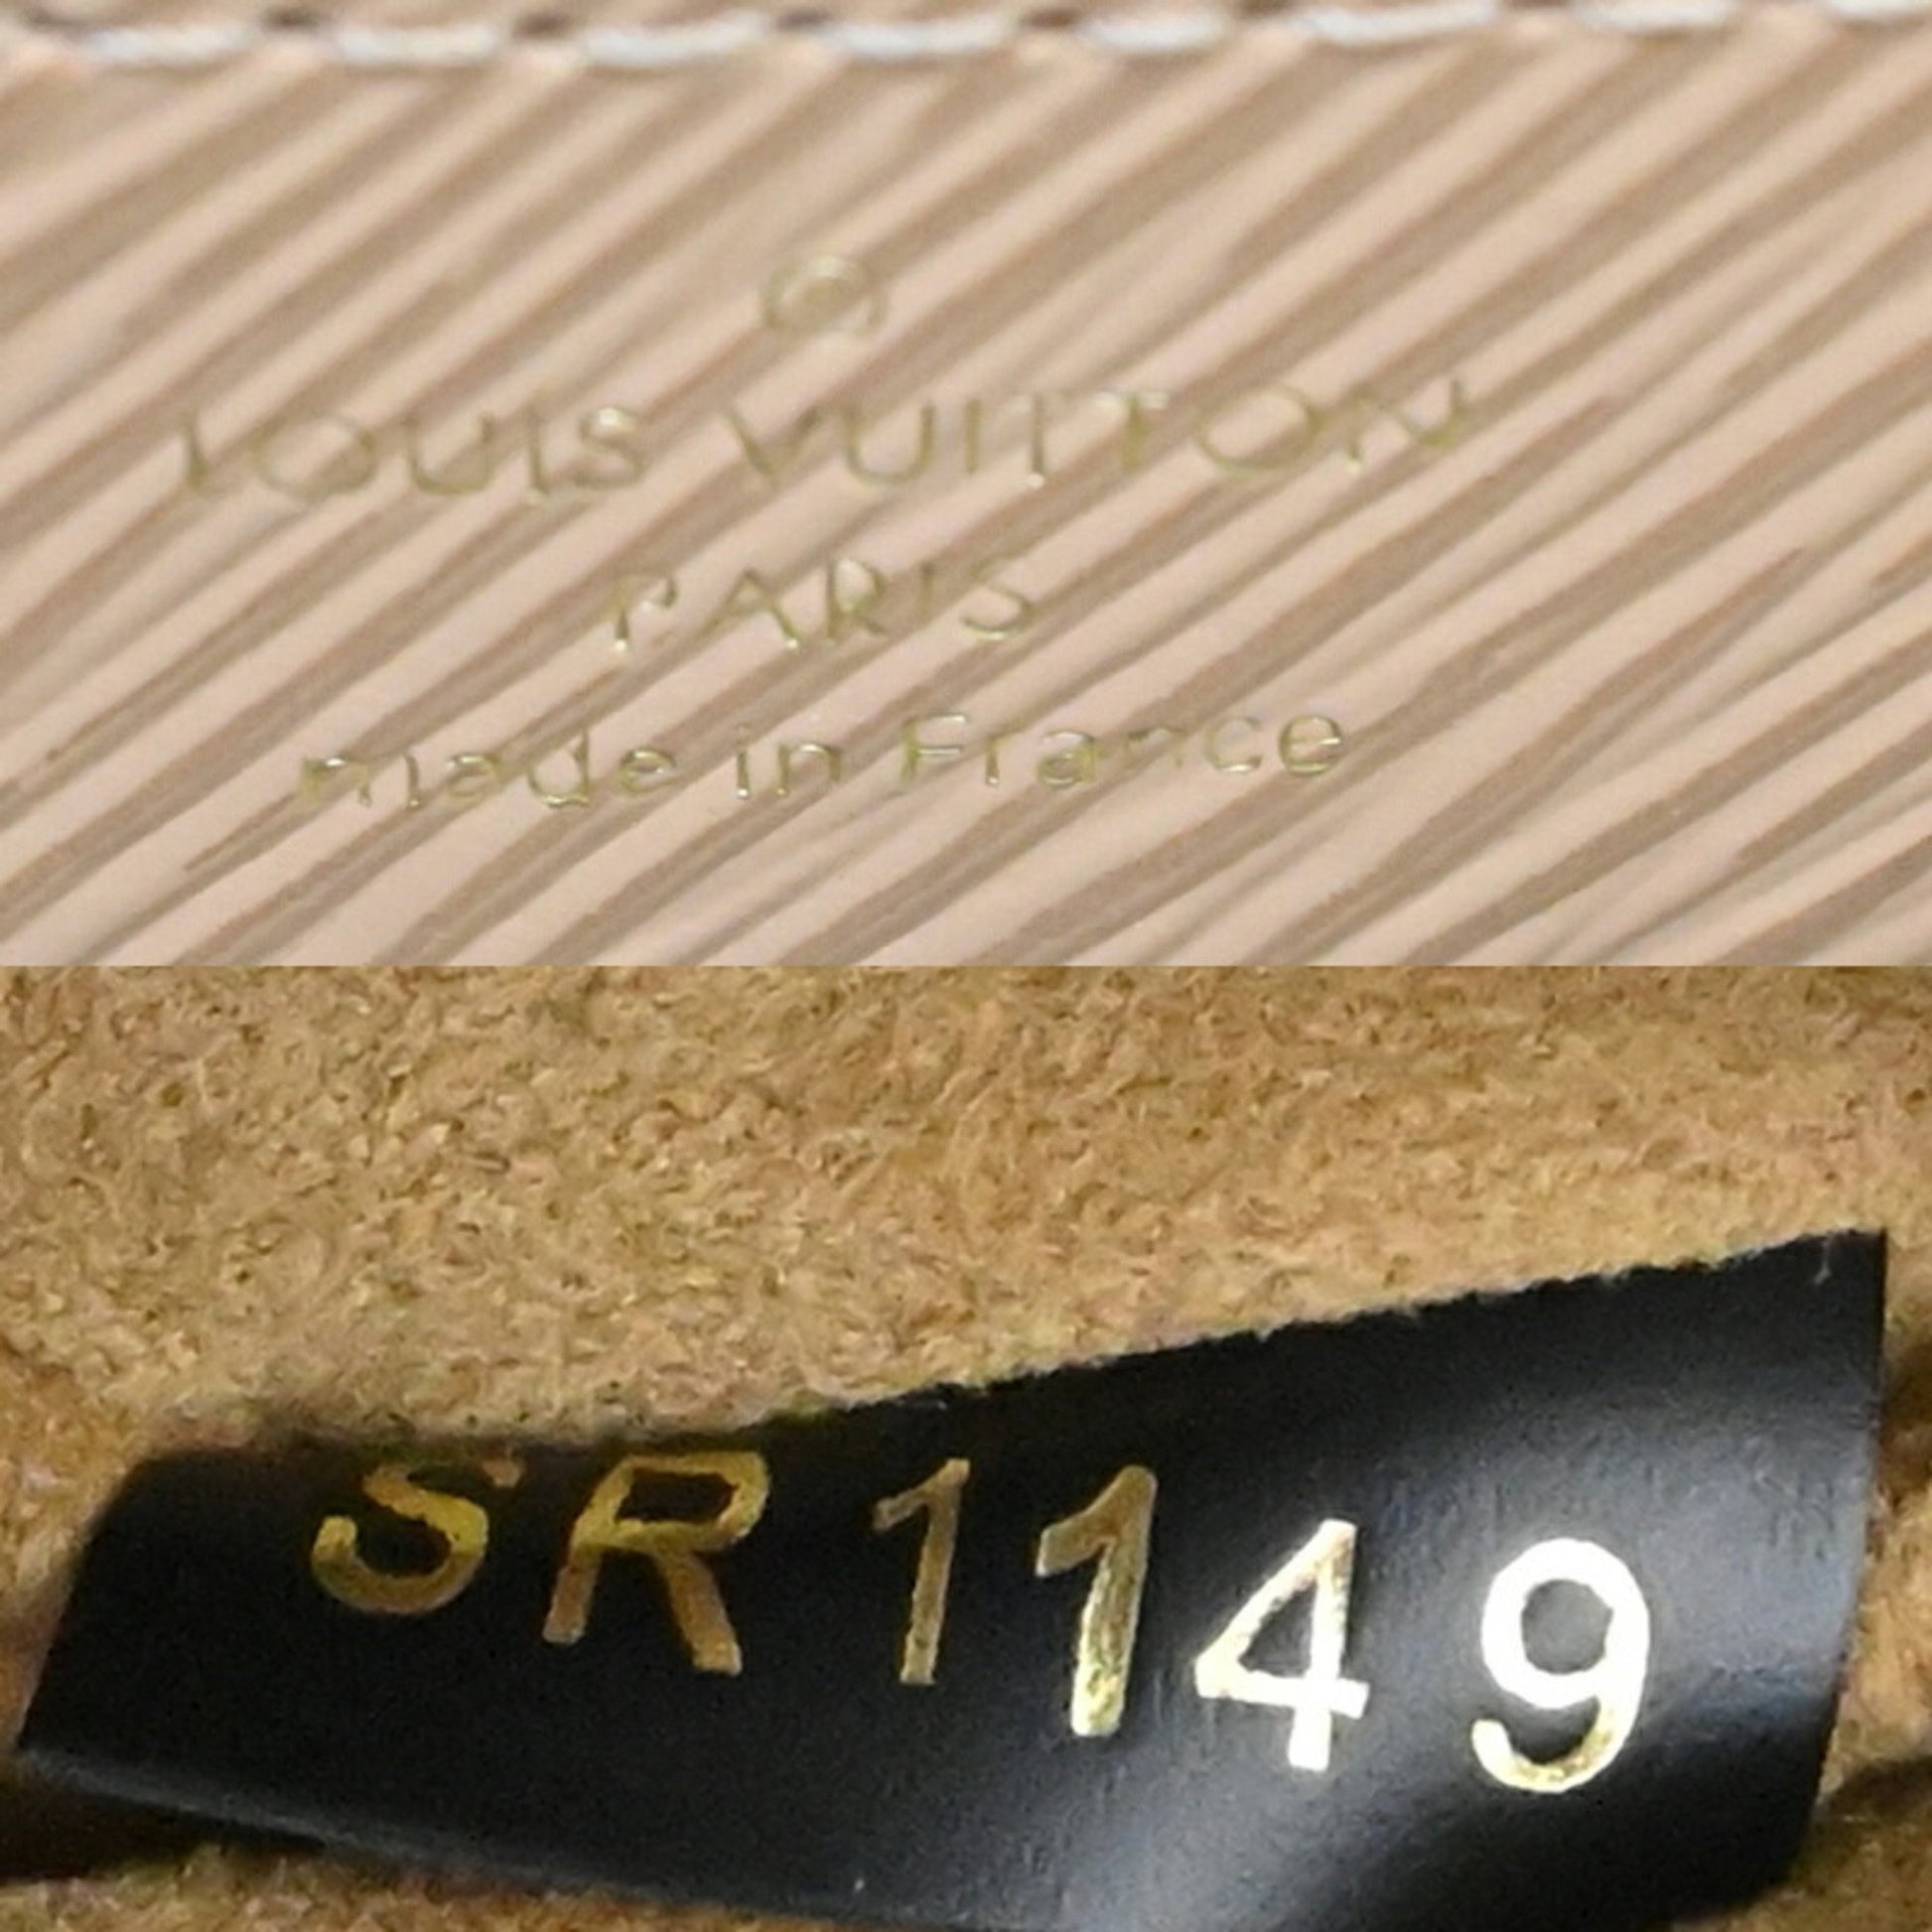 ®
LOUIS VUITTON
PARIS
made in France
SR1149